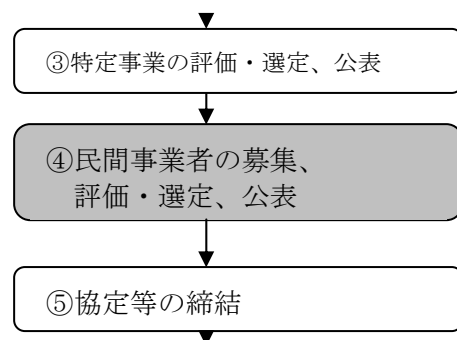 ③特定事業の評価・選定、公表
④民間事業者の募集、
評価・選定、公表
⑤協定等の締結